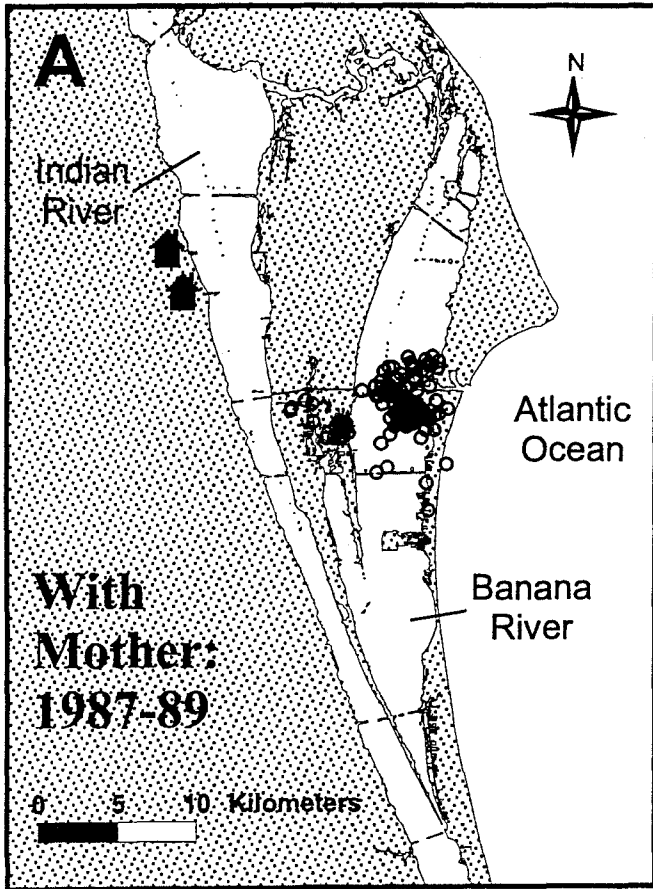 A
N
Indian
River
Atlantic
Ocean
Banana
River
With
Mother:
1987-89
0 5 10 Kilometers